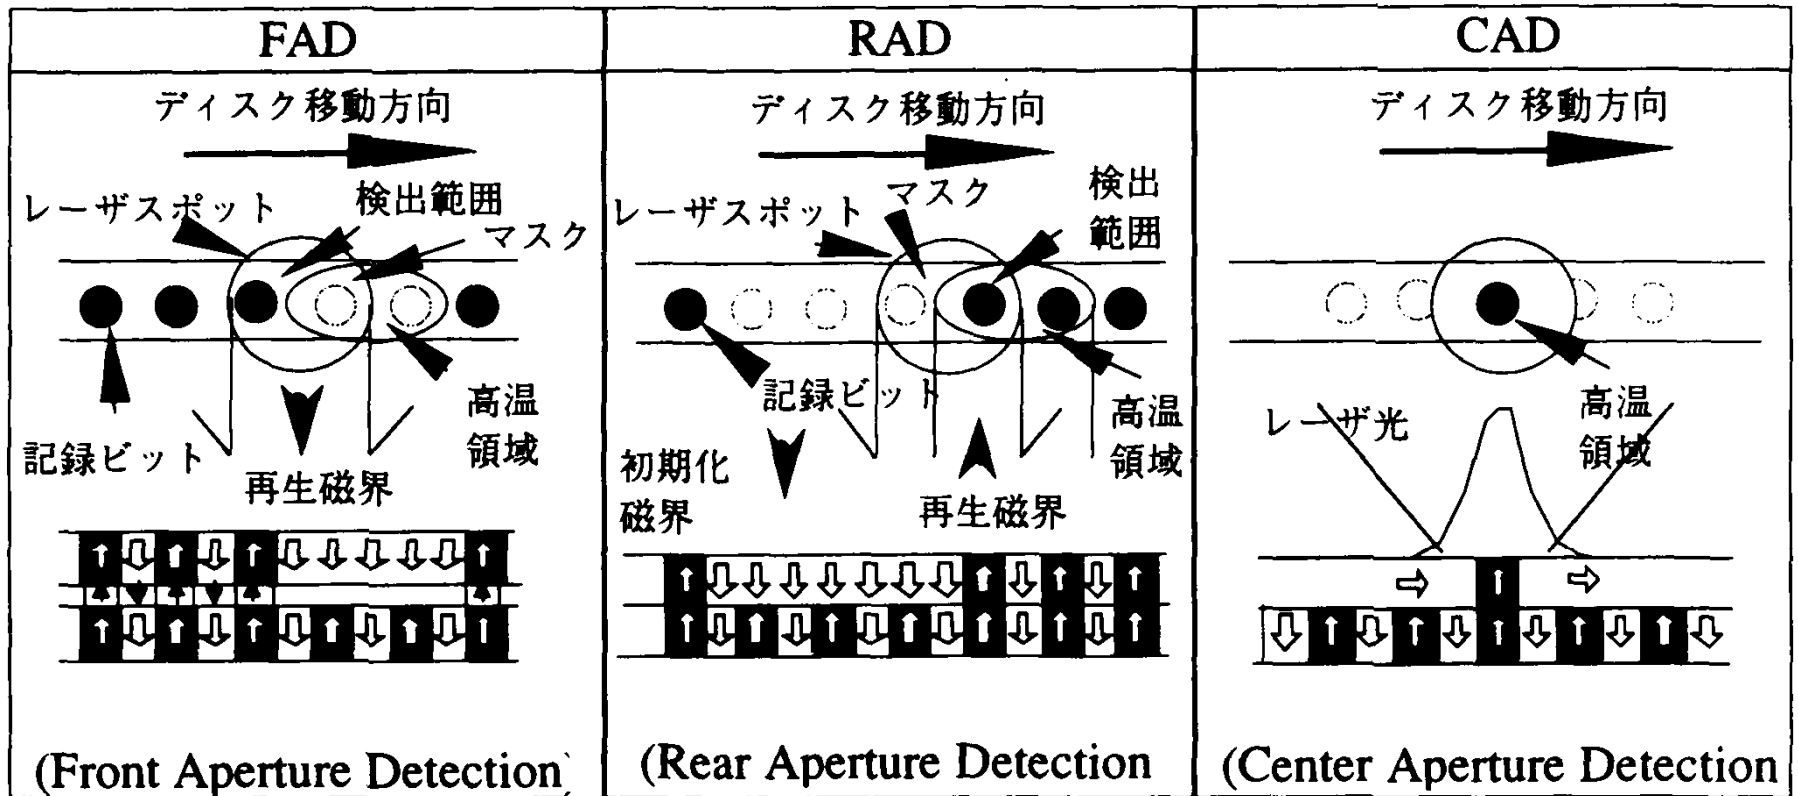 FAD
ディスク移動方向
レーザスポット
検出範囲
マスク
高温
領域
記録ビット
再生磁界
(Front Aperture Detection)
RAD
ディスク移動方向
レーザスポット
マスク
検出
範囲
記録ビット
高温
領域
初期化
磁界
再生磁界
(Rear Aperture Detection
CAD
ディスク移動方向
レーザ光
高温
領域
(Center Aperture Detection